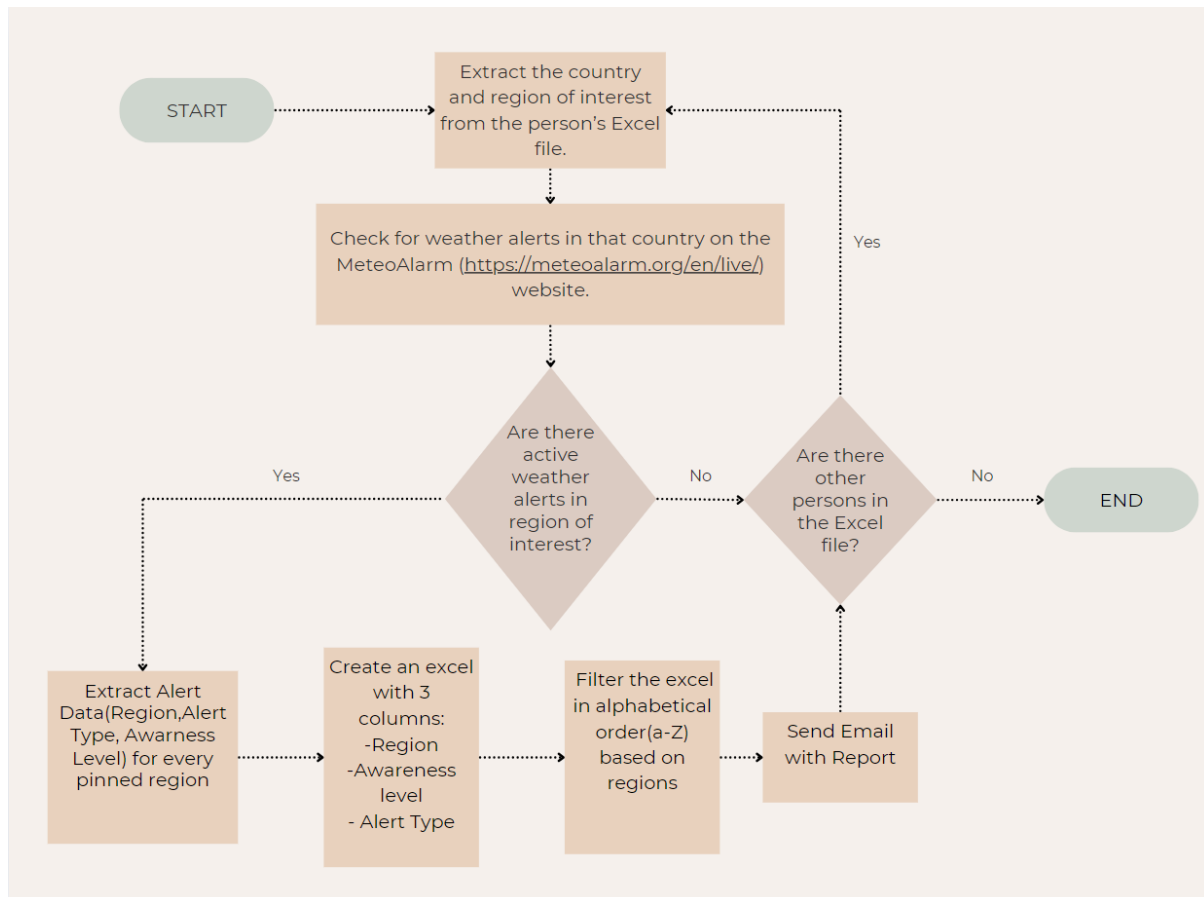 START
Extract the country
and region of interest
from the person's Excel
file.
Check for weather alerts in that country on the
MeteoAlarm (https://meteoalarm.org/en/live/)
website.
Yes
Are there
active
weather
alerts in
region of
interest?
Yes
No
Are there
other
persons in
the Excel
file?
No
END
Extract Alert
Data(Region,Alert
Type, Awarness
Level) for every
pinned region
Create an excel
with 3
columns:
-Region
-Awareness
level
- Alert Type
Filter the excel
in alphabetical
order(a-Z)
based on
regions
Send Email
with Report